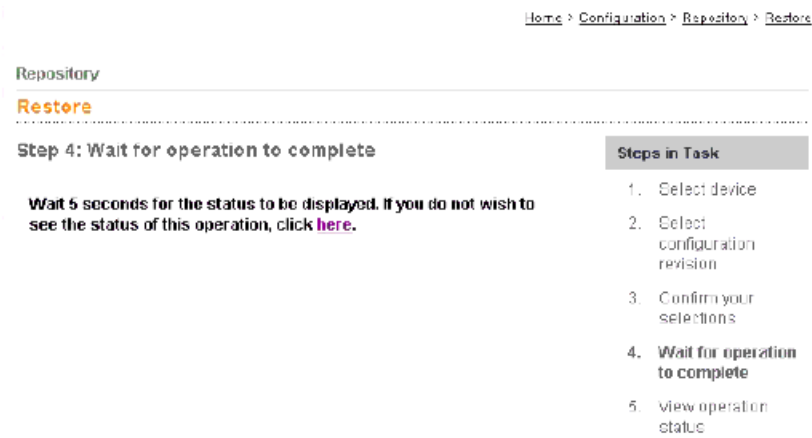 Home > Configuration > Repository > Restore
Repository
Restore
Step 4: Wait for operation to complete
Wait 5 seconds for the status to be displayed. If you do not wish to
see the status of this operation, click here.
Steps in Task
1. Select device
2. Select
configuration
revision
3. Confirm your
selections
4. Wait for operation
to complete
5. View operation
status